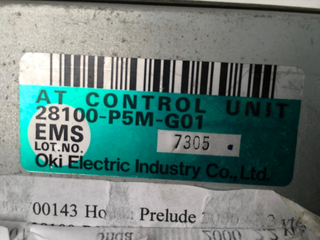 AT CONTROL UNIT
28100-P5M-G01
EMS
LOT.NO. 7305
Oki Electric Industry Co., Ltd.
00143 Honda Prelude